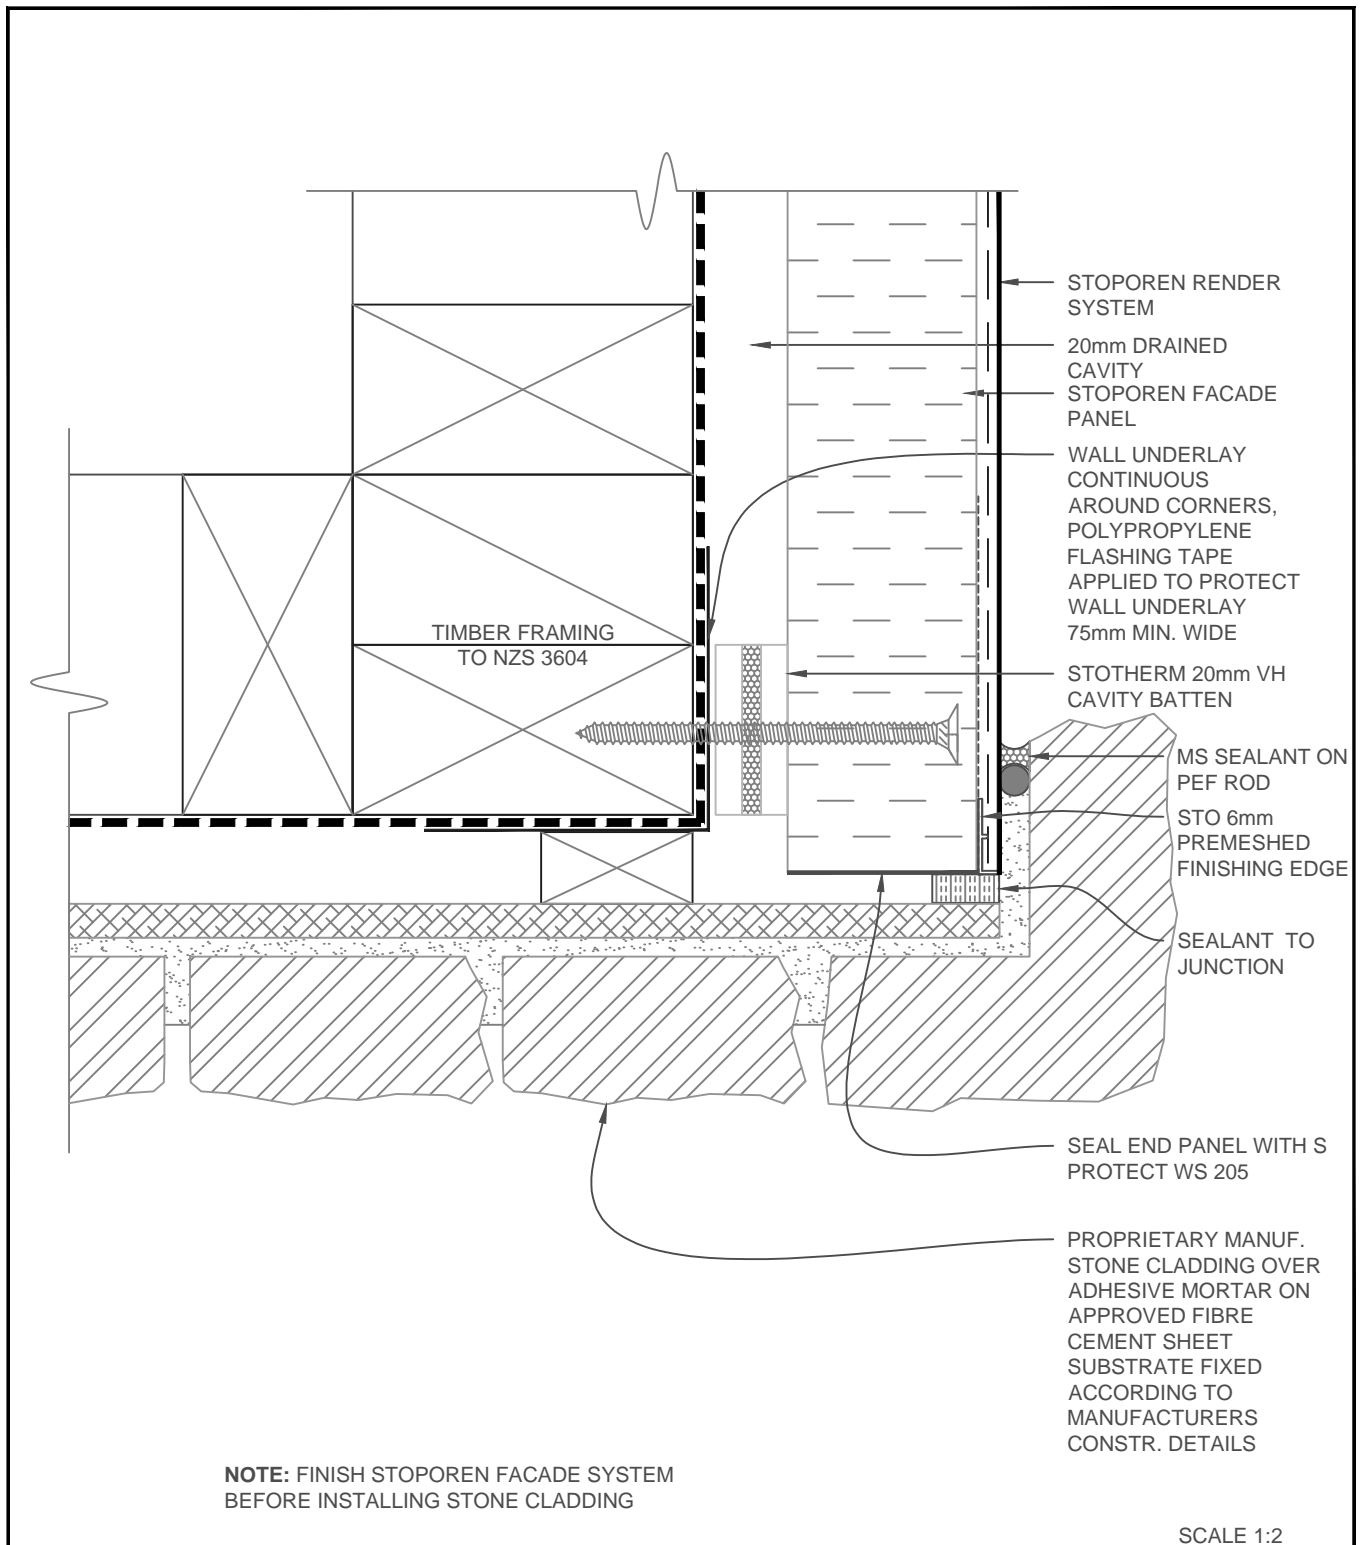 STOPOREN RENDER
SYSTEM
20mm DRAINED
CAVITY
STOPOREN FACADE
PANEL
WALL UNDERLAY
CONTINUOUS
AROUND CORNERS,
POLYPROPYLENE
FLASHING TAPE
APPLIED TO PROTECT
WALL UNDERLAY
75mm MIN. WIDE
TIMBER FRAMING
TO NZS 3604
STOTHERM 20mm VH
CAVITY BATTEN
MS SEALANT ON
PEF ROD
STO 6mm
PREMESHED
FINISHING EDGE
SEALANT TO
JUNCTION
SEAL END PANEL WITH S
PROTECT WS 205
PROPRIETARY MANUF.
STONE CLADDING OVER
ADHESIVE MORTAR ON
APPROVED FIBRE
CEMENT SHEET
SUBSTRATE FIXED
ACCORDING TO
MANUFACTURERS
CONSTR. DETAILS
NOTE: FINISH STOPOREN FACADE SYSTEM
BEFORE INSTALLING STONE CLADDING
SCALE 1:2